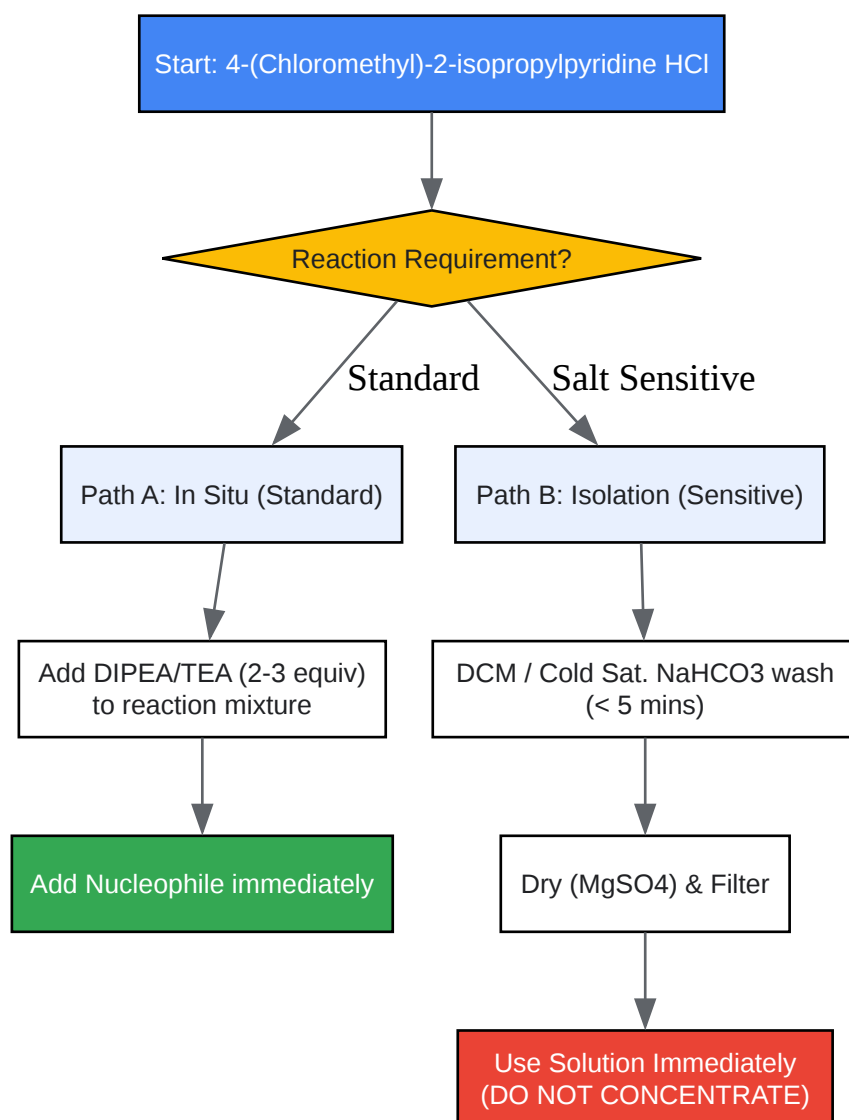 Start: 4-(Chloromethyl)-2-isopropylpyridine HCl
Reaction Requirement?
Standard
Salt Sensitive
Path A: In Situ (Standard)
Path B: Isolation (Sensitive)
Add DIPEA/TEA (2-3 equiv)
to reaction mixture
DCM / Cold Sat. NaHCO3 wash
(< 5 mins)
Add Nucleophile immediately
Dry (MgSO4) & Filter
Use Solution Immediately
(DO NOT CONCENTRATE)